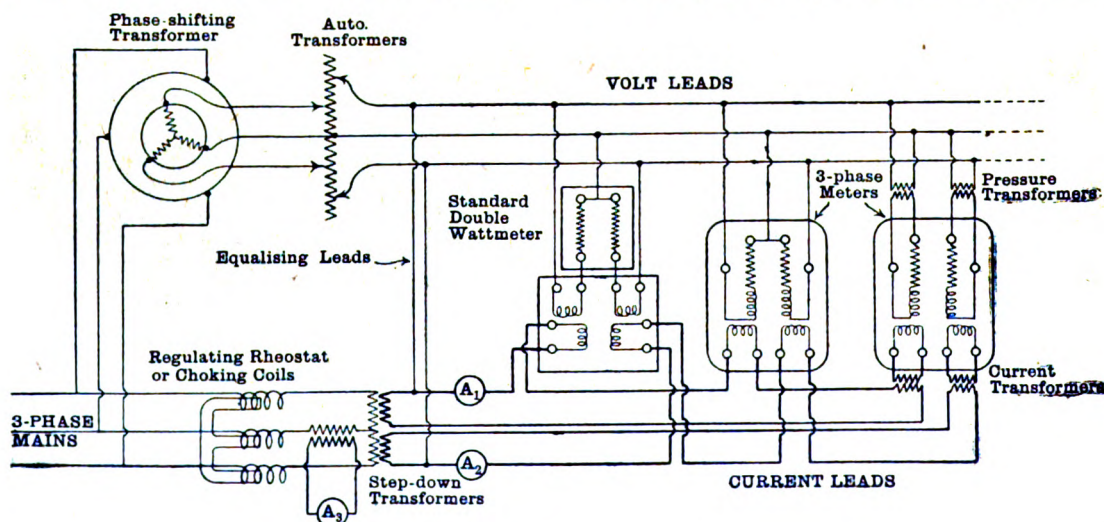 Phase-shifting
Transformer
Auto.
Transformers
VOLT LEADS
3-phase
Meters
Pressure
Transformers
Standard
Double
Wattmeter
Equalising Leads
Regulating Rheostat
or Choking Coils
A₁
Current
Transformers
3-PHASE
MAINS
A₂
Step-down
Transformers
CURRENT LEADS
A₃